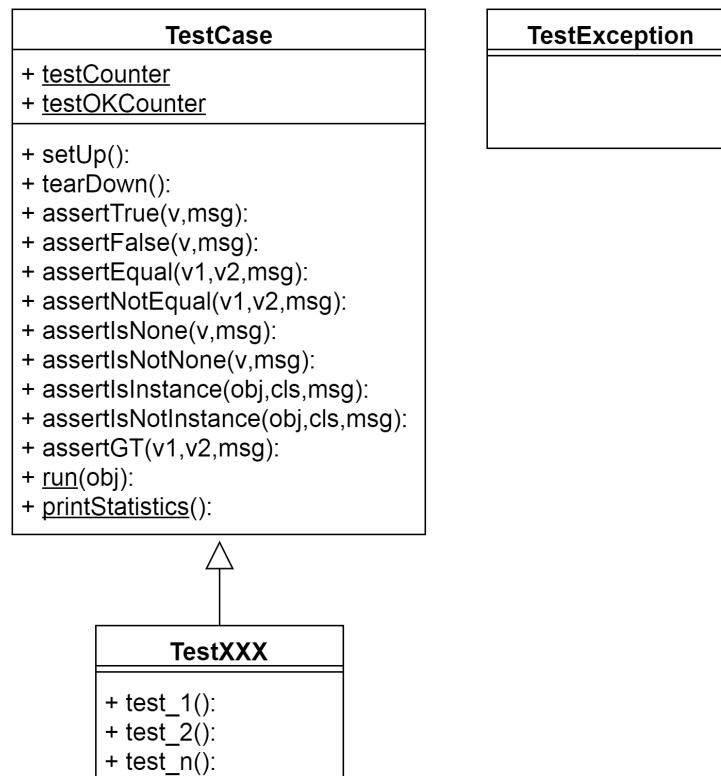 TestCase
+ testCounter
+ testOKCounter
+ setUp():
+ tearDown():
+ assertTrue(v,msg):
+ assertFalse(v,msg):
+ assertEqual(v1,v2,msg):
+ assertNotEqual(v1,v2,msg):
+ assertIsNone(v,msg):
+ assertIsNotNone(v,msg):
+ assertIsInstance(obj,cls,msg):
+ assertIsNotInstance(obj,cls,msg):
+ assertGT(v1,v2,msg):
+ run(obj):
+ printStatistics():
TestException
TestXXX
+ test_1():
+ test_2():
+ test_n():